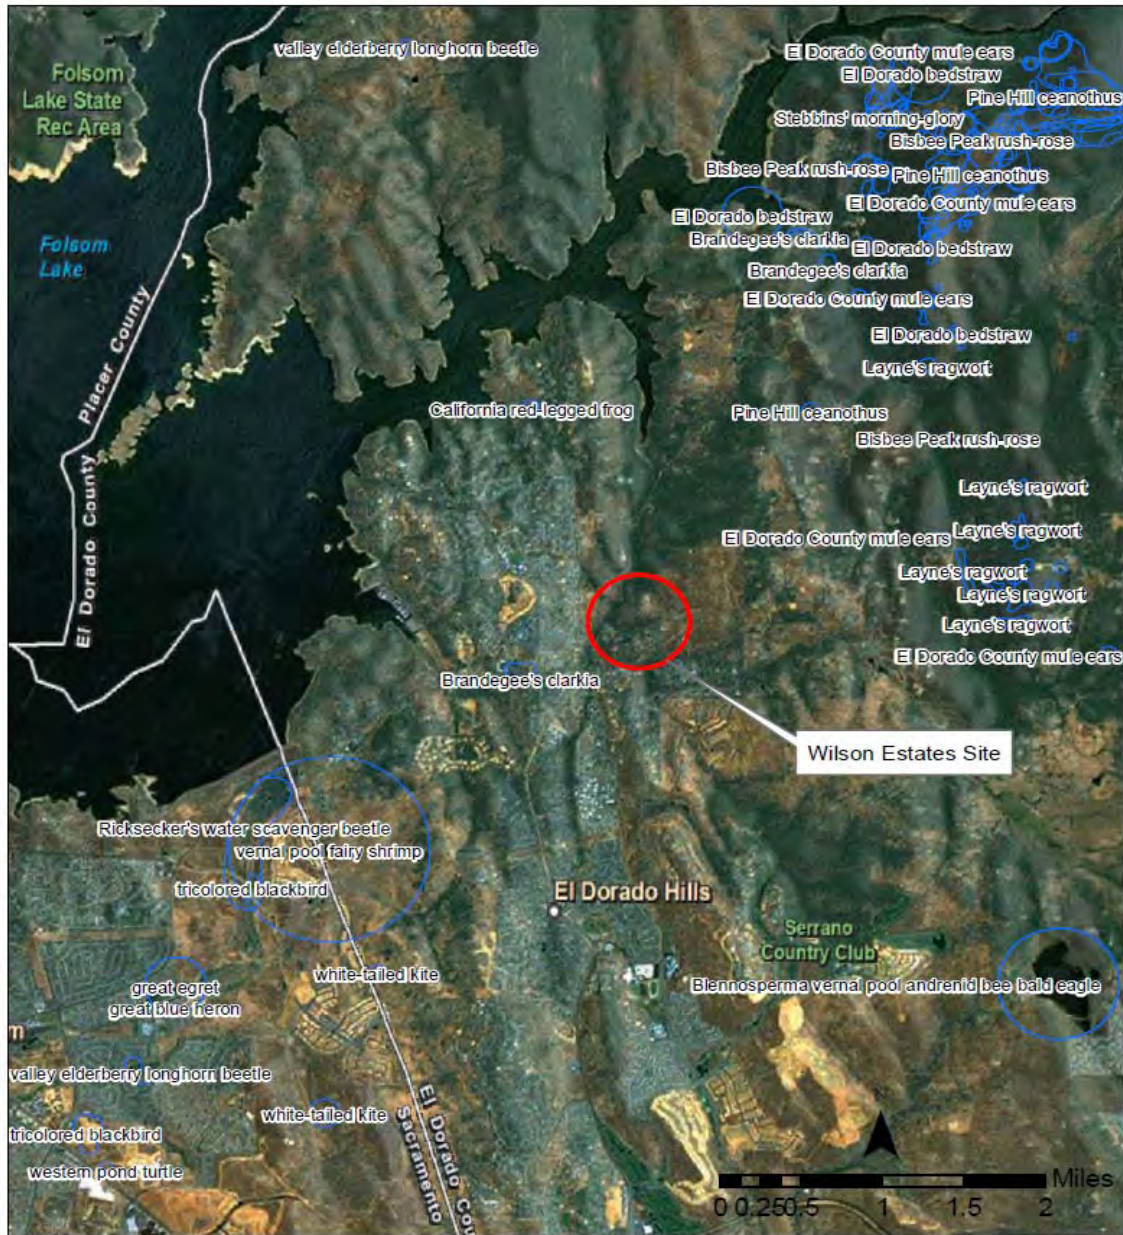 valley elderberry longhorn beetle
Folsom
Lake State
Rec Area
El Dorado County mule ears
El Dorado bedstraw
Pine Hill ceanothus
Stebbins' morning-glory
Bisbee Peak rush-rose
Bisbee Peak rush-rose
Pine Hill ceanothus
El Dorado County mule ears
El Dorado bedstraw
Brandegee's clarkia
El Dorado bedstraw
Brandegee's clarkia
Folsom
Lake
Placer County
El Dorado County
El Dorado County mule ears
El Dorado bedstraw
Layne's ragwort
California red-legged frog
Pine Hill ceanothus
Bisbee Peak rush-rose
Layne's ragwort
Layne's ragwort
El Dorado County mule ears
Layne's ragwort
Layne's ragwort
Layne's ragwort
El Dorado County mule ears
Brandegee's clarkia
Wilson Estates Site
Ricksecker's water scavenger beetle
vernal pool fairy shrimp
tricolored blackbird
El Dorado Hills
Serrano
Country Club
white-tailed kite
great egret
great blue heron
Blennosperma vernal pool andrenid bee bald eagle
m
valley elderberry longhorn beetle
white-tailed kite
El Dorado Cou
Sacramento
tricolored blackbird
western pond turtle
Miles
0 0.25 0.5 1 1.5 2